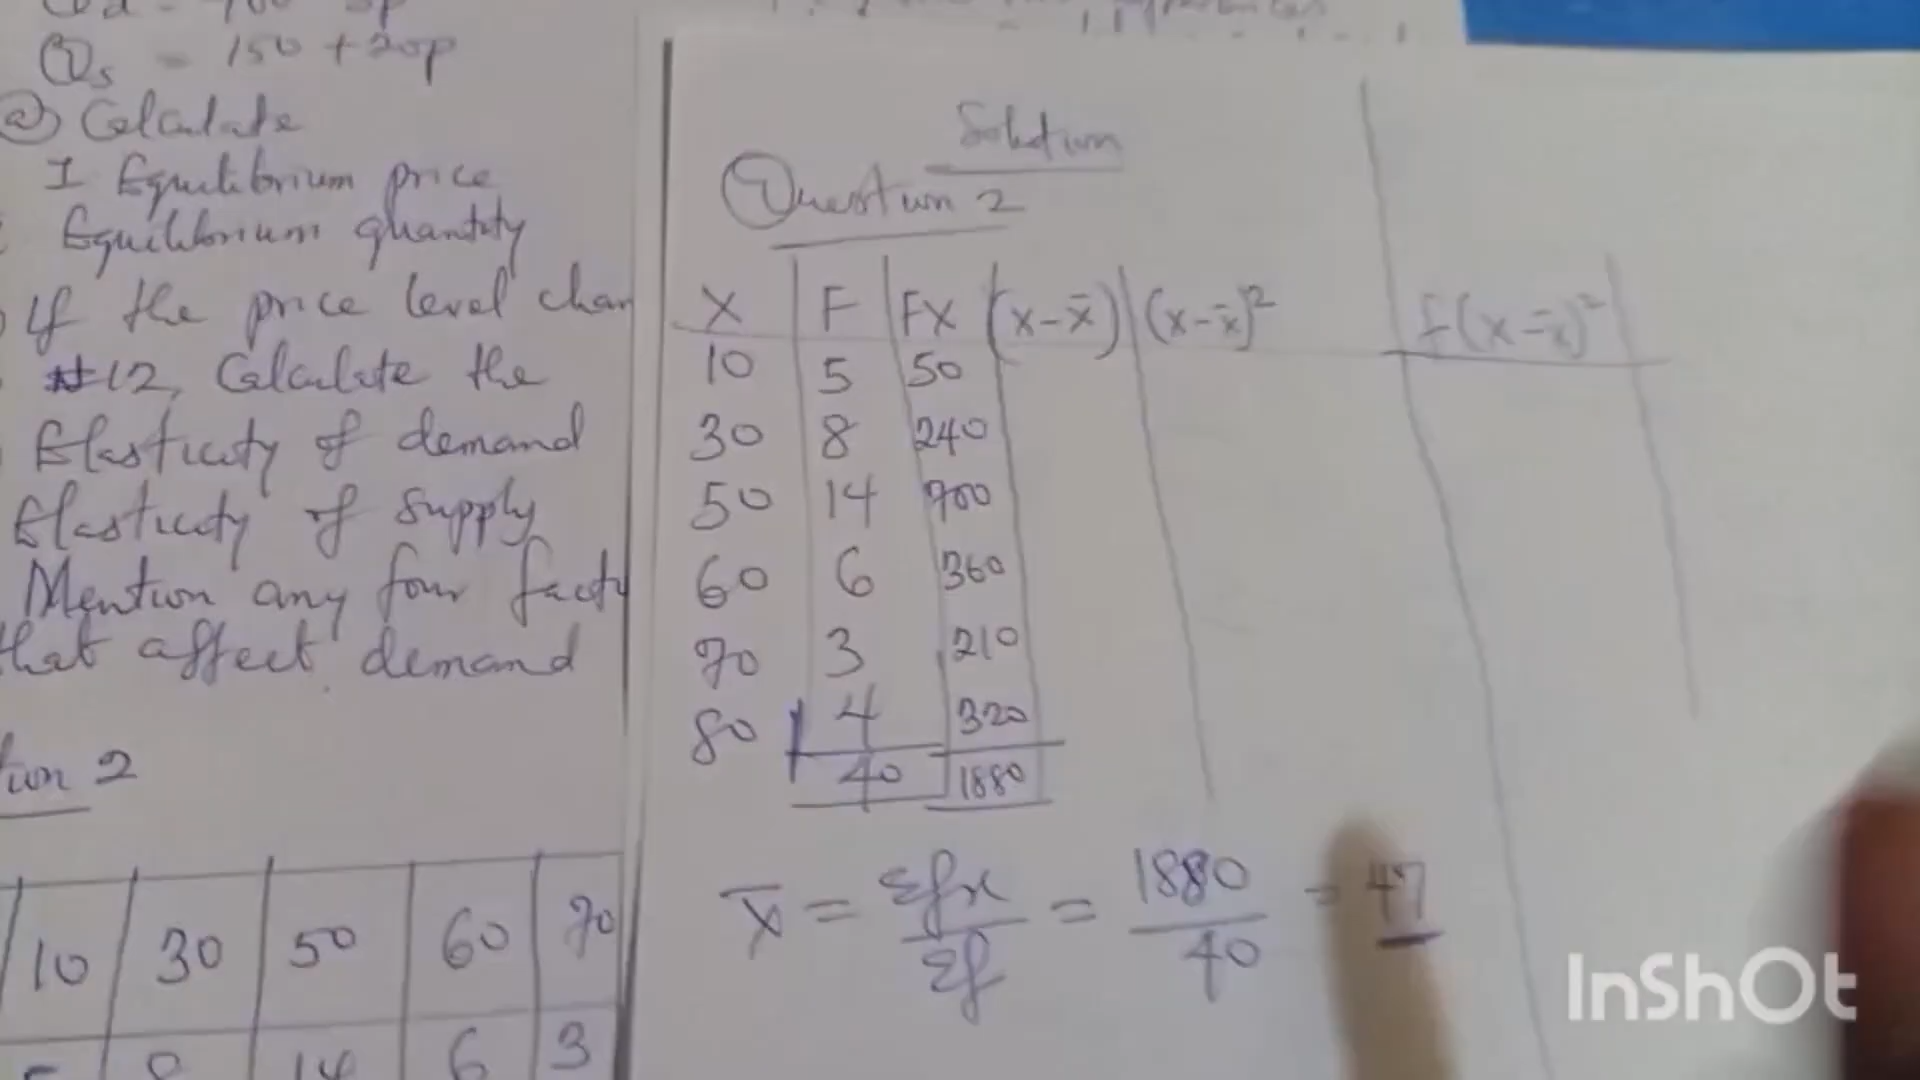 Qs = 150 + 20p
(a) Calculate
I Equilibrium price
Equilibrium quantity
If the price level chan
12, Calculate the
Elasticity of demand
Elasticity of supply
Mention any four fact
that affect demand
2
10 30 50 60 70
14 6 3
Solution
Question 2
X F FX (x-x̄) (x-x̄)² F(x-x̄)²
10 5 50
30 8 240
50 14 700
60 6 360
70 3 210
80 4 320
40 1880
X̄ = Σfx/Σf = 1880/40 = 47
InShOt